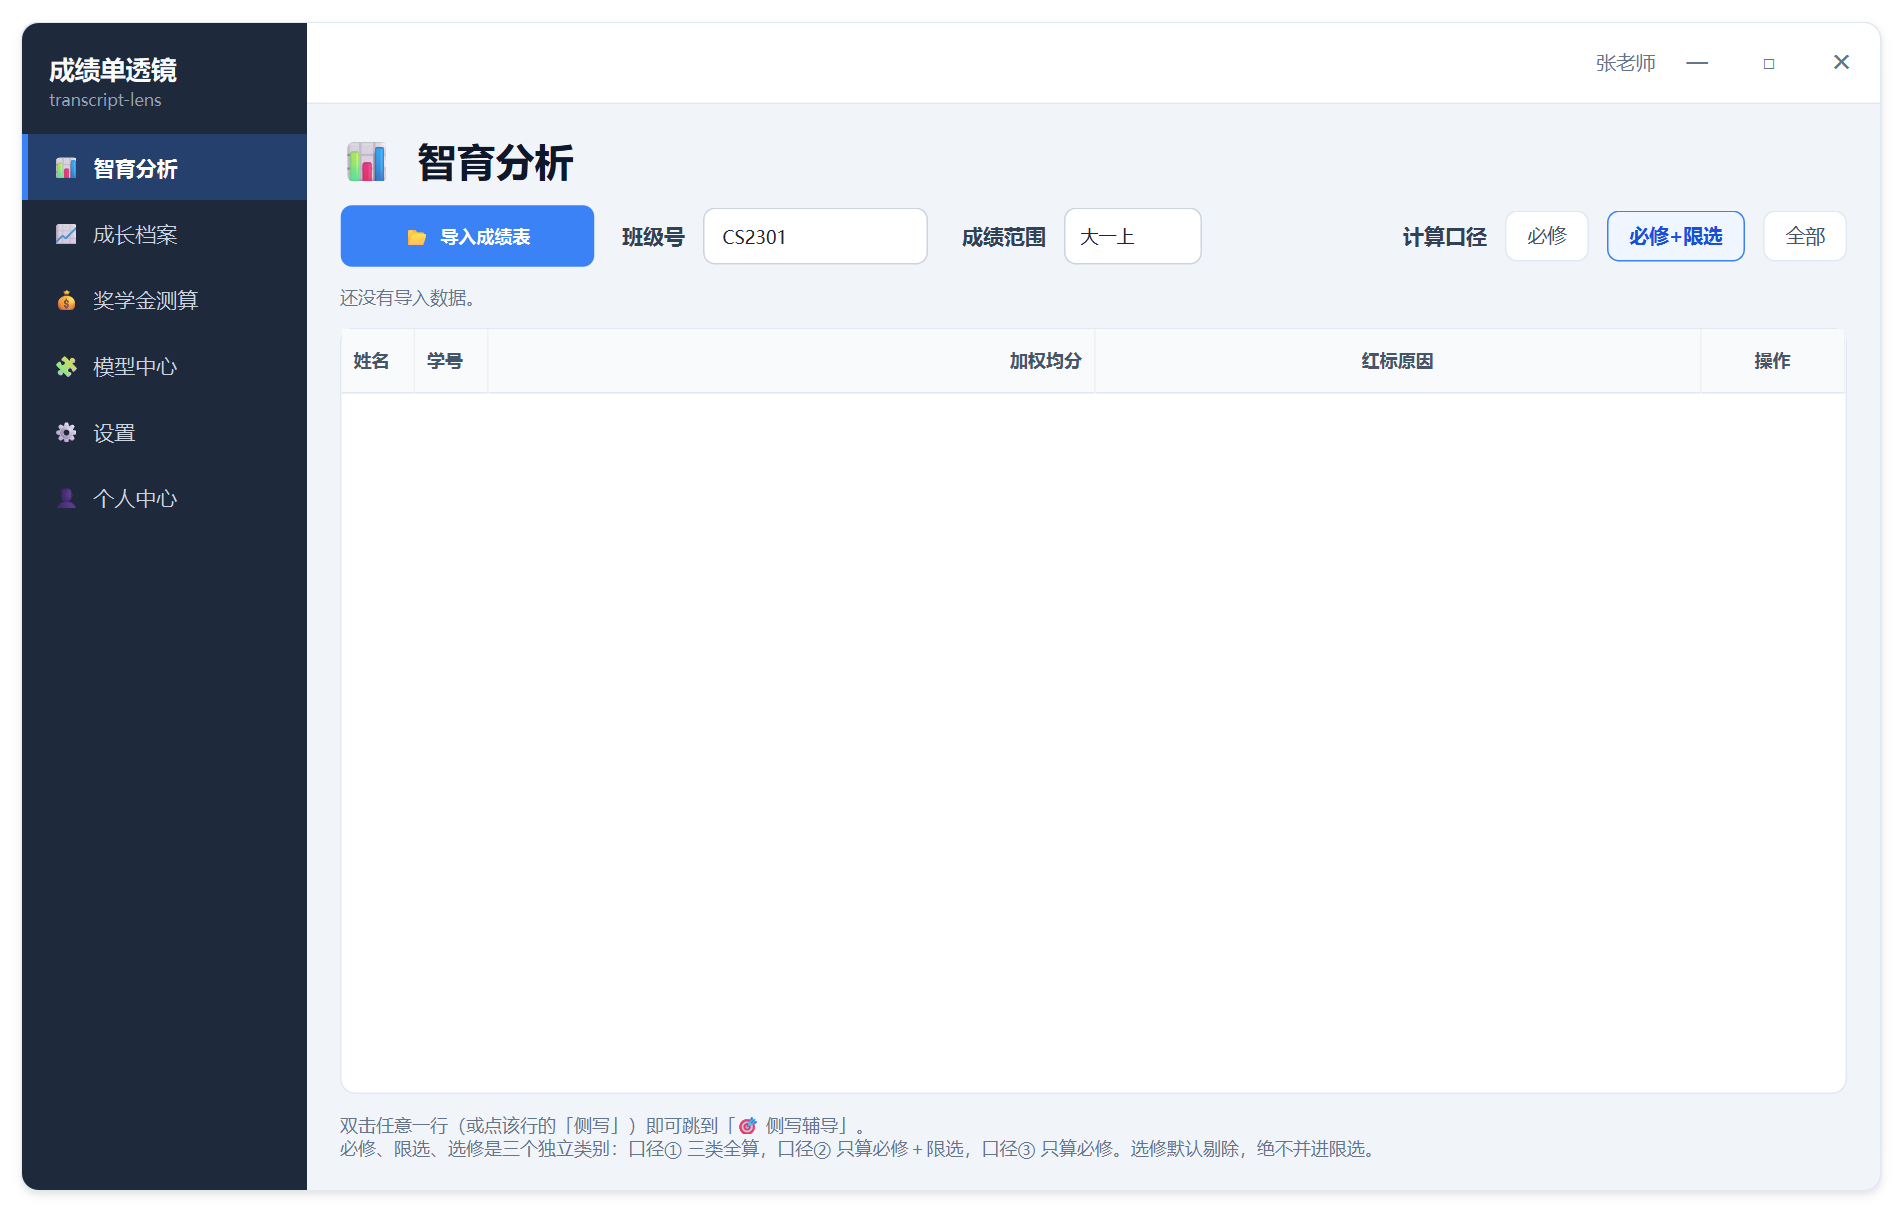 成绩单透镜
transcript-lens
张老师
智育分析
成长档案
奖学金测算
模型中心
设置
个人中心
智育分析
导入成绩表 班级号 CS2301 成绩范围 大一上 计算口径 必修 必修+限选 全部
还没有导入数据。
姓名 学号 加权均分 红标原因 操作
双击任意一行（或点该行的「侧写」）即可跳到「🎯 侧写辅导」。
必修、限选、选修是三个独立类别：口径① 三类全算，口径② 只算必修＋限选，口径③ 只算必修。选修默认剔除，绝不并进限选。